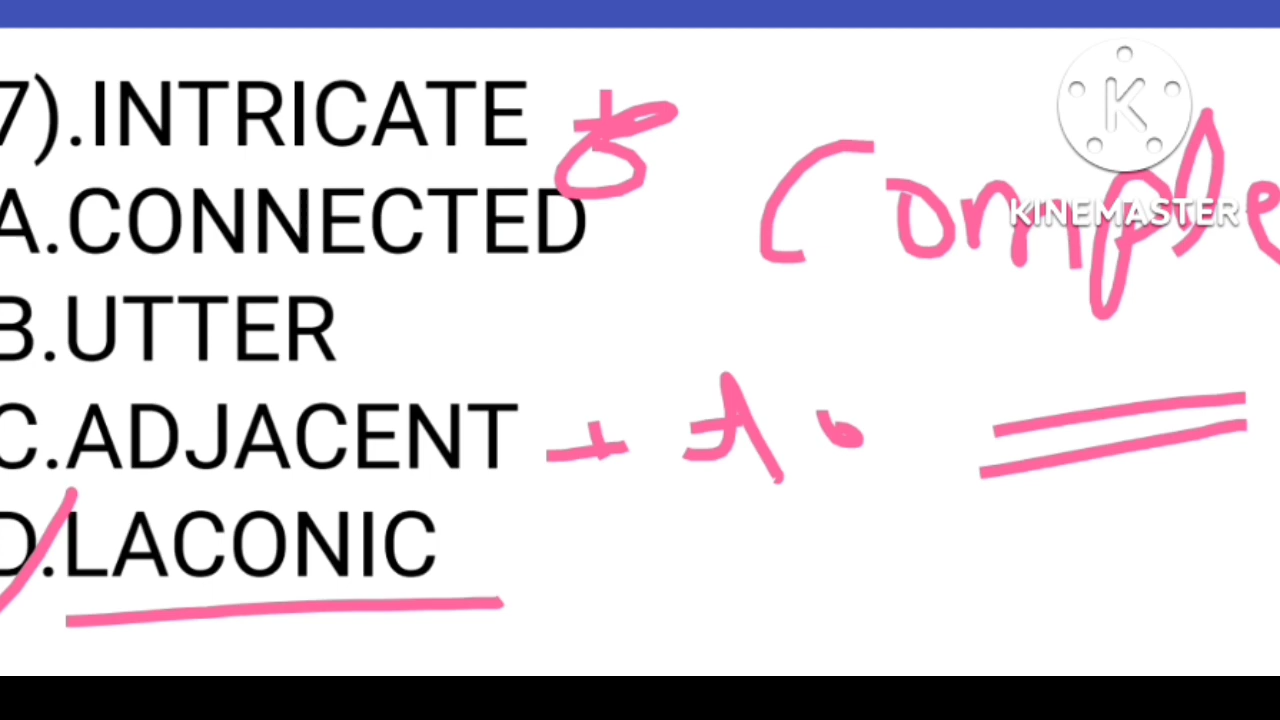 7).INTRICATE
Comple
A.CONNECTED
B.UTTER
C.ADJACENT
D.LACONIC
K
KINEMASTER